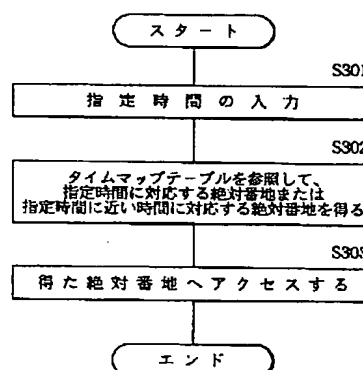 スタート
S301
指定時間の入力
S302
タイムマップテーブルを参照して、
指定時間に対応する絶対番地または
指定時間に近い時間に対応する絶対番地を得る
S303
得た絶対番地へアクセスする
エンド